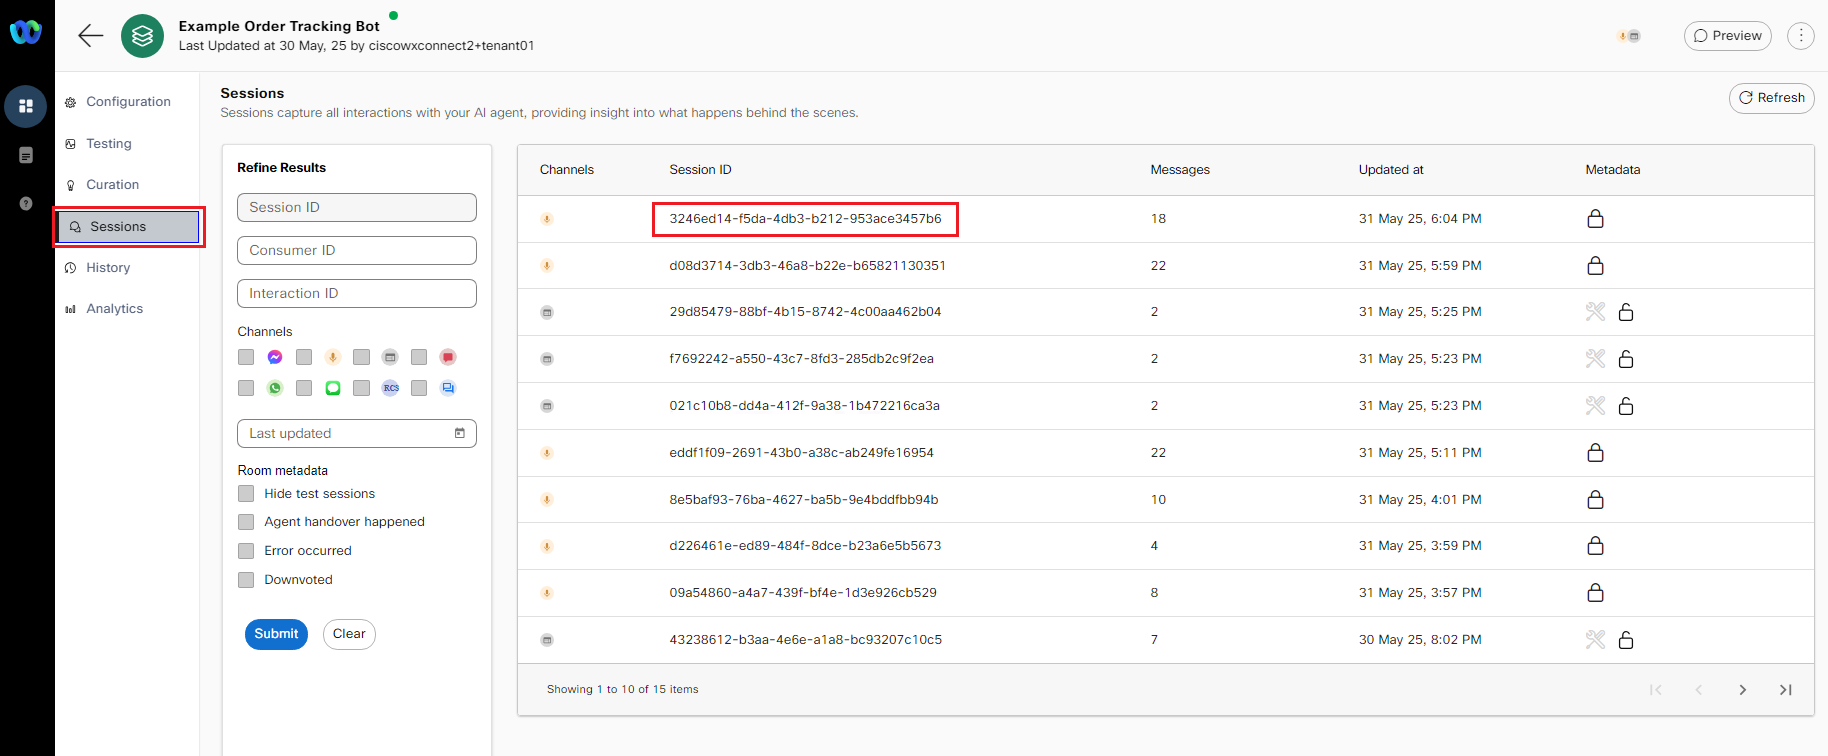 Example Order Tracking Bot
Last Updated at 30 May, 25 by ciscowxconnect2+tenant01
Preview
Configuration
Testing
Curation
Sessions
History
Analytics
Sessions
Sessions capture all interactions with your AI agent, providing insight into what happens behind the scenes.
Refresh
Refine Results
Session ID
Consumer ID
Interaction ID
Channels
RCS
Last updated
Room metadata
Hide test sessions
Agent handover happened
Error occurred
Downvoted
Submit Clear
Channels Session ID Messages Updated at Metadata
3246ed14-f5da-4db3-b212-953ace3457b6 18 31 May 25, 6:04 PM
d08d3714-3db3-46a8-b22e-b65821130351 22 31 May 25, 5:59 PM
29d85479-88bf-4b15-8742-4c00aa462b04 2 31 May 25, 5:25 PM
f7692242-a550-43c7-8fd3-285db2c9f2ea 2 31 May 25, 5:23 PM
021c10b8-dd4a-412f-9a38-1b472216ca3a 2 31 May 25, 5:23 PM
eddf1f09-2691-43b0-a38c-ab249fe16954 22 31 May 25, 5:11 PM
8e5baf93-76ba-4627-ba5b-9e4bddfbb94b 10 31 May 25, 4:01 PM
d226461e-ed89-484f-8dce-b23a6e5b5673 4 31 May 25, 3:59 PM
09a54860-a4a7-439f-bf4e-1d3e926cb529 8 31 May 25, 3:57 PM
43238612-b3aa-4e6e-a1a8-bc93207c10c5 7 30 May 25, 8:02 PM
Showing 1 to 10 of 15 items